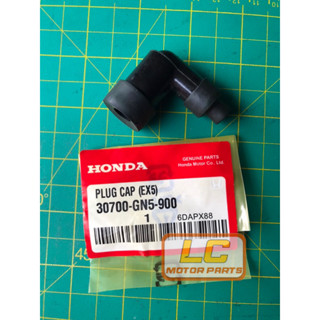 HONDA
GENUINE PARTS
Honda Motor Co., Ltd.
PLUG CAP (EX5)
30700-GN5-900
1
6DAPX88
LC
MOTOR PARTS